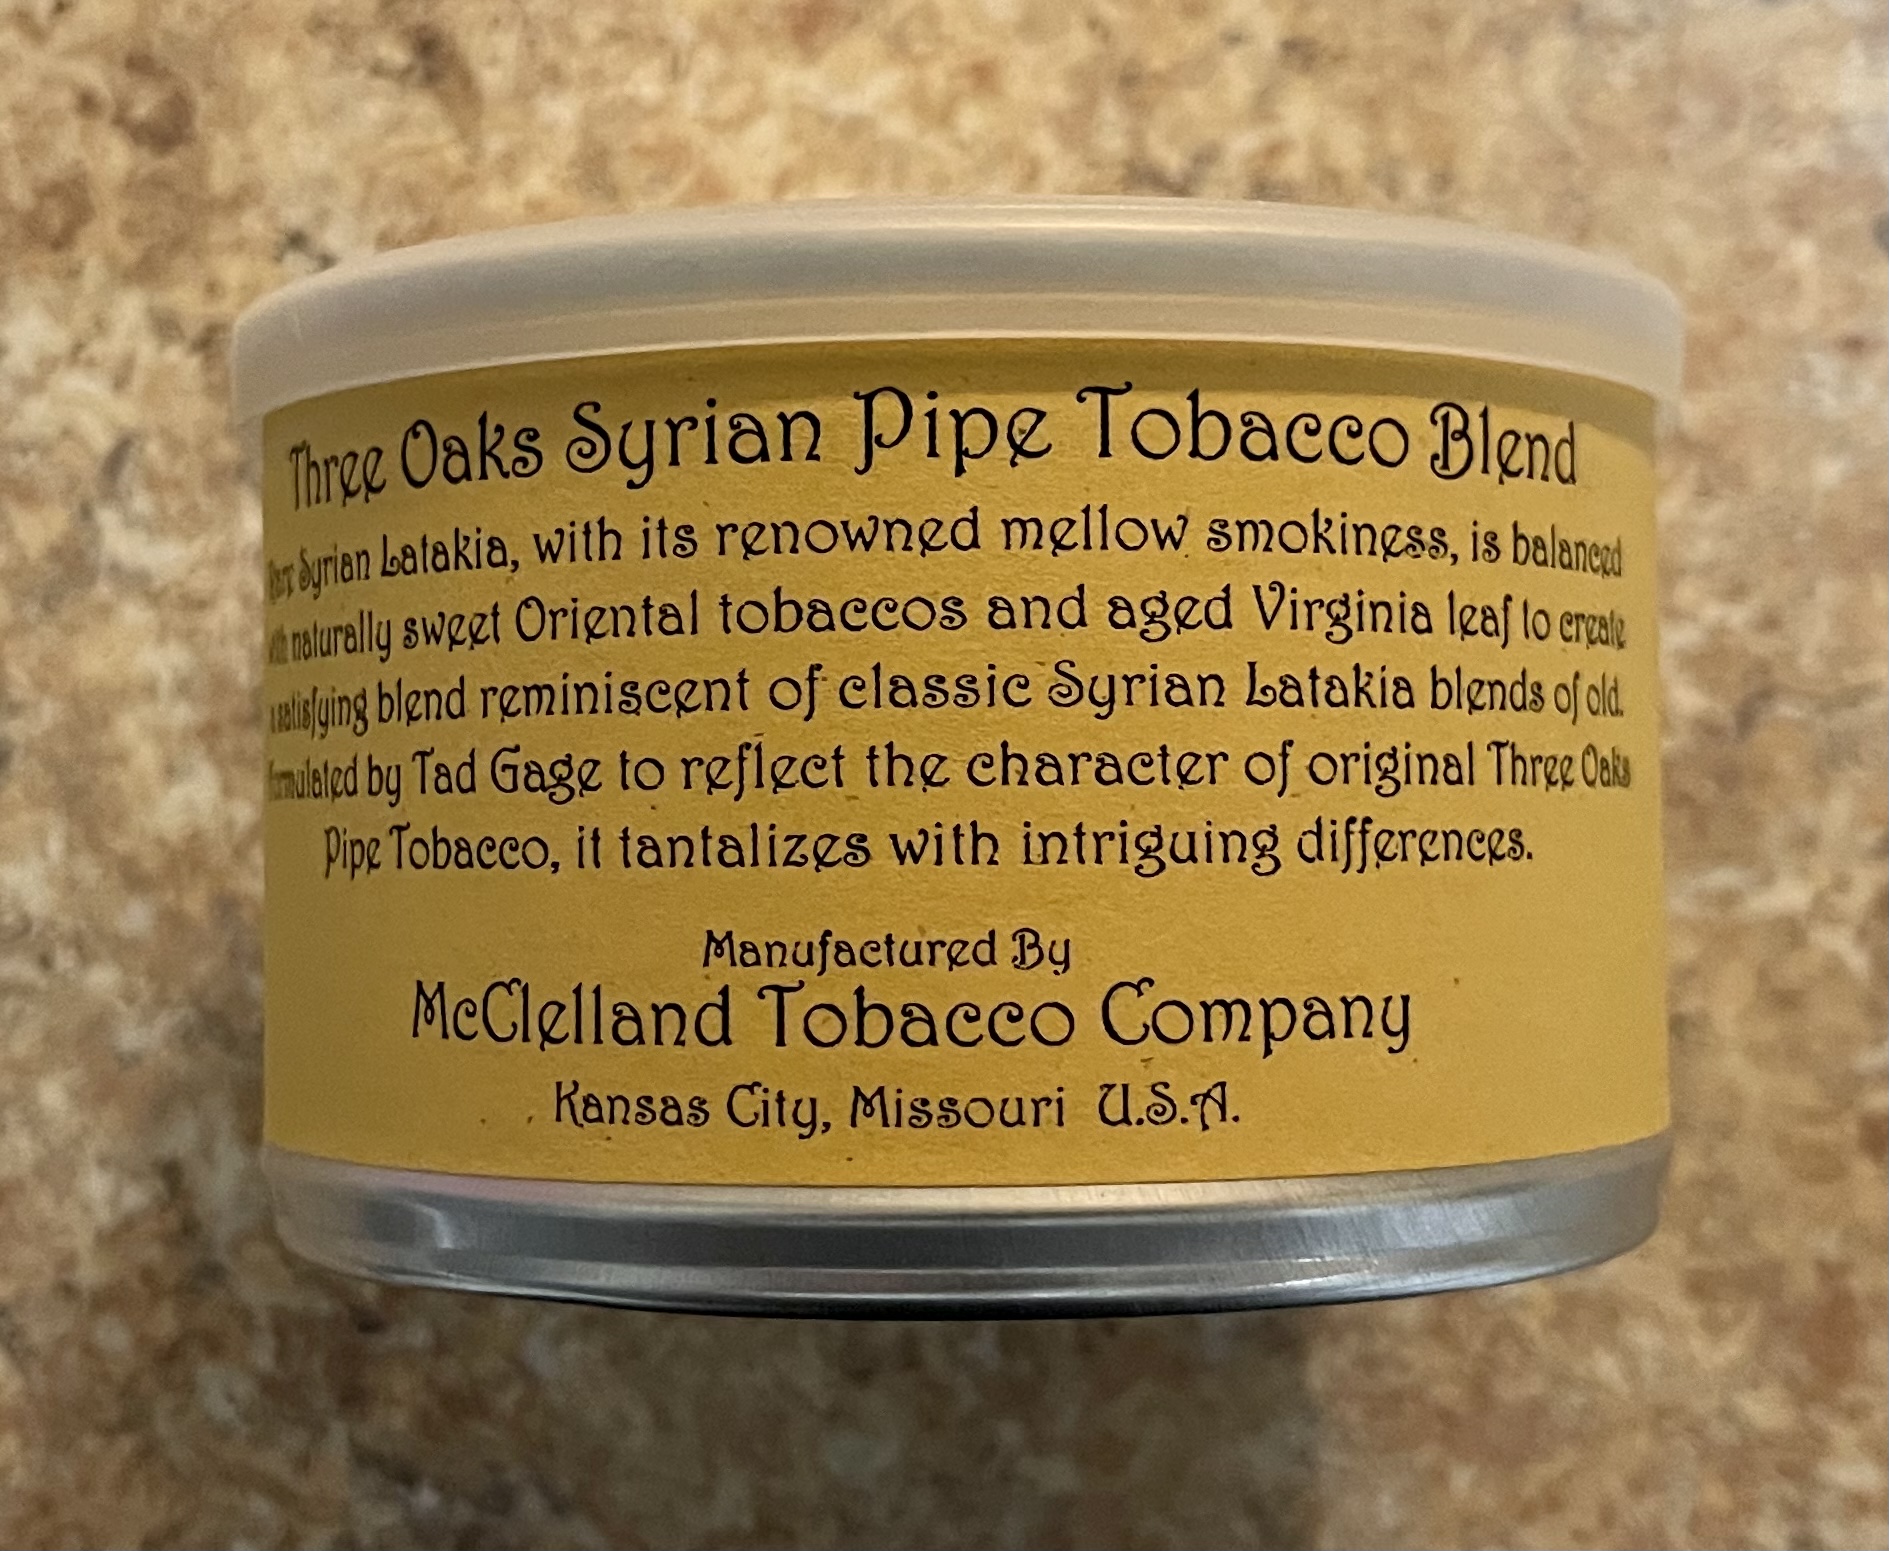 Three Oaks Syrian Pipe Tobacco Blend
Rare Syrian Latakia, with its renowned mellow smokiness, is balanced
with naturally sweet Oriental tobaccos and aged Virginia leaf to create
a satisfying blend reminiscent of classic Syrian Latakia blends of old.
Formulated by Tad Gage to reflect the character of original Three Oaks
Pipe Tobacco, it tantalizes with intriguing differences.
Manufactured By
McClelland Tobacco Company
Kansas City, Missouri U.S.A.